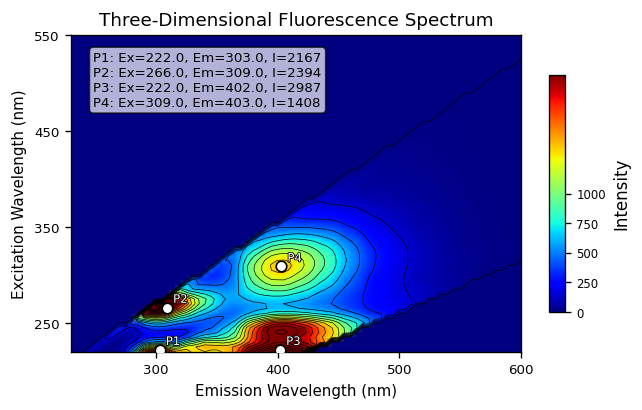 Three-Dimensional Fluorescence Spectrum
550
450
350
250
Excitation Wavelength (nm)
P1: Ex=222.0, Em=303.0, I=2167
P2: Ex=266.0, Em=309.0, I=2394
P3: Ex=222.0, Em=402.0, I=2987
P4: Ex=309.0, Em=403.0, I=1408
P4
P2
P1
P3
300
400
500
600
Emission Wavelength (nm)
1000
750
500
250
0
Intensity